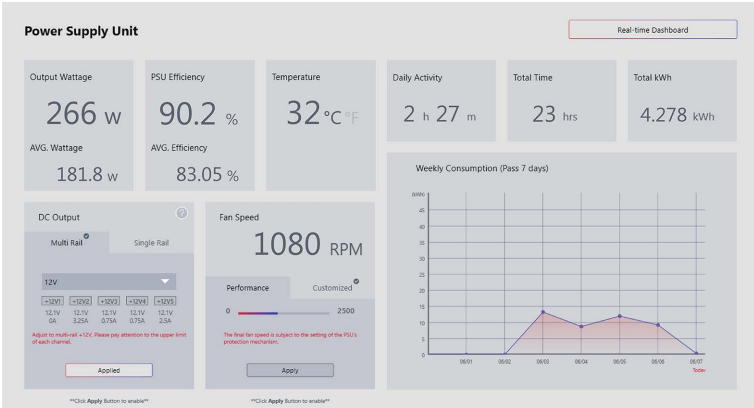 Power Supply Unit
Real-time Dashboard
Output Wattage
266 W
AVG. Wattage
181.8 W
PSU Efficiency
90.2 %
AVG. Efficiency
83.05 %
Temperature
32 °C °F
Daily Activity
2 h 27 m
Total Time
23 hrs
Total kWh
4.278 kWh
DC Output
?
Multi Rail
Single Rail
12V
+12V1 +12V2 +12V3 +12V4 +12V5
12.1V 12.1V 12.1V 12.1V 12.1V
0A 3.25A 0.75A 0.75A 2.5A
Adjust to multi-rail +12V. Please pay attention to the upper limit
of each channel.
Applied
**Click Apply Button to enable**
Fan Speed
1080 RPM
Performance
Customized
0 2500
The final fan speed is subject to the setting of the PSU's
protection mechanism.
Apply
**Click Apply Button to enable**
Weekly Consumption (Pass 7 days)
45
40
35
30
25
20
15
10
5
0
06/01 06/02 06/03 06/04 06/05 06/06 06/07
Today